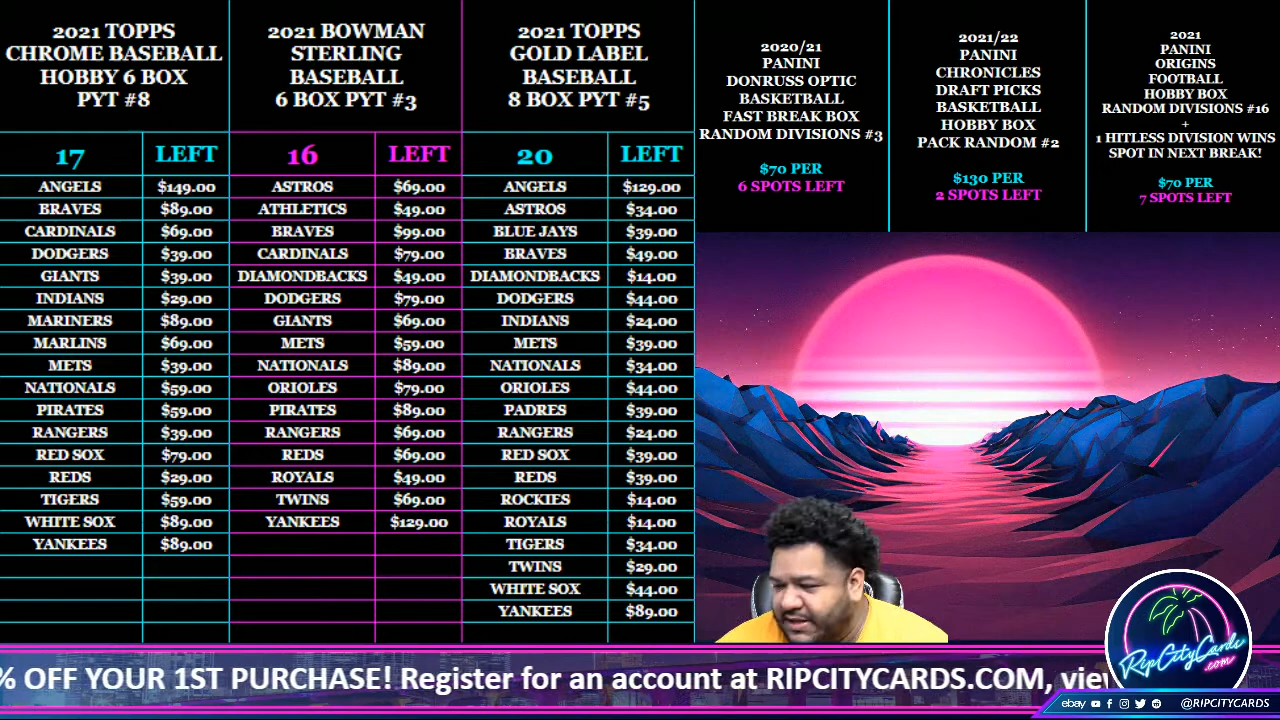 2021 TOPPS
CHROME BASEBALL
HOBBY 6 BOX
PYT #8
17 LEFT
ANGELS $149.00
BRAVES $89.00
CARDINALS $69.00
DODGERS $39.00
GIANTS $39.00
INDIANS $29.00
MARINERS $89.00
MARLINS $69.00
METS $39.00
NATIONALS $59.00
PIRATES $59.00
RANGERS $39.00
RED SOX $79.00
REDS $29.00
TIGERS $59.00
WHITE SOX $89.00
YANKEES $89.00
2021 BOWMAN
STERLING
BASEBALL
6 BOX PYT #3
16 LEFT
ASTROS $69.00
ATHLETICS $49.00
BRAVES $99.00
CARDINALS $79.00
DIAMONDBACKS $49.00
DODGERS $79.00
GIANTS $69.00
METS $59.00
NATIONALS $89.00
ORIOLES $79.00
PIRATES $89.00
RANGERS $69.00
REDS $69.00
ROYALS $49.00
TWINS $69.00
YANKEES $129.00
2021 TOPPS
GOLD LABEL
BASEBALL
8 BOX PYT #5
20 LEFT
ANGELS $129.00
ASTROS $34.00
BLUE JAYS $39.00
BRAVES $49.00
DIAMONDBACKS $14.00
DODGERS $44.00
INDIANS $24.00
METS $39.00
NATIONALS $34.00
ORIOLES $44.00
PADRES $39.00
RANGERS $24.00
RED SOX $39.00
REDS $39.00
ROCKIES $14.00
ROYALS $14.00
TIGERS $34.00
TWINS $29.00
WHITE SOX $44.00
YANKEES $89.00
2020/21
PANINI
DONRUSS OPTIC
BASKETBALL
FAST BREAK BOX
RANDOM DIVISIONS #3
$70 PER
6 SPOTS LEFT
2021/22
PANINI
CHRONICLES
DRAFT PICKS
BASKETBALL
HOBBY BOX
PACK RANDOM #2
$130 PER
2 SPOTS LEFT
2021
PANINI
ORIGINS
FOOTBALL
HOBBY BOX
RANDOM DIVISIONS #16
+
1 HITLESS DIVISION WINS
SPOT IN NEXT BREAK!
$70 PER
7 SPOTS LEFT
% OFF YOUR 1ST PURCHASE! Register for an account at RIPCITYCARDS.COM, view
RipCityCards
.com
ebay @RIPCITYCARDS